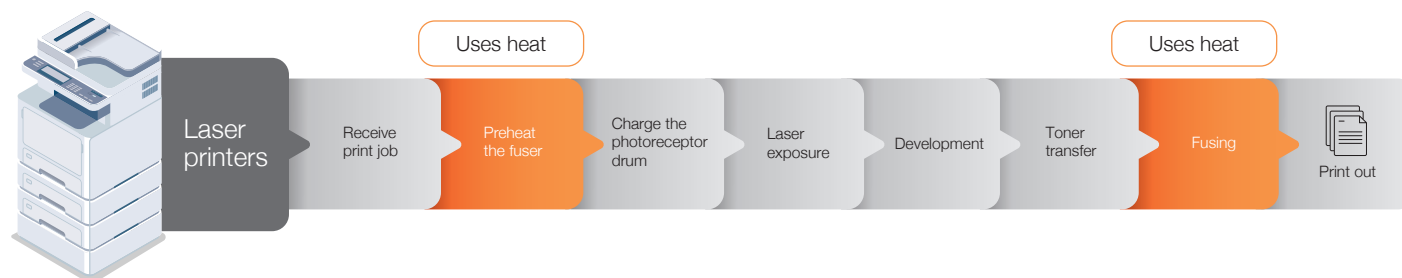 Uses heat
Uses heat
Laser
printers
Receive
print job
Preheat
the fuser
Charge the
photoreceptor
drum
Laser
exposure
Development
Toner
transfer
Fusing
Print out